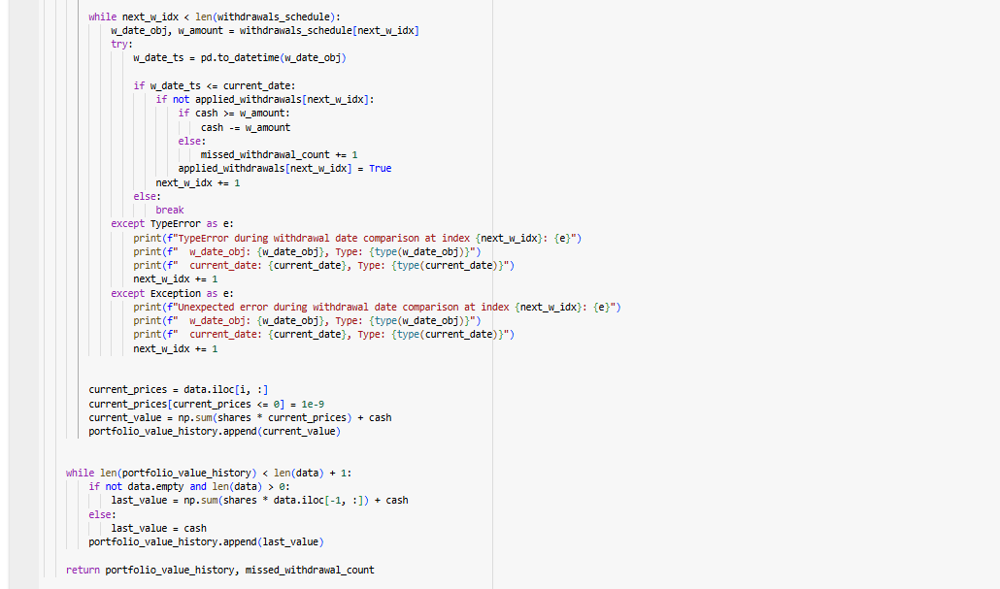 while next_w_idx < len(withdrawals_schedule):
    w_date_obj, w_amount = withdrawals_schedule[next_w_idx]
    try:
        w_date_ts = pd.to_datetime(w_date_obj)

        if w_date_ts <= current_date:
            if not applied_withdrawals[next_w_idx]:
                if cash >= w_amount:
                    cash -= w_amount
                else:
                    missed_withdrawal_count += 1
                applied_withdrawals[next_w_idx] = True
            next_w_idx += 1
        else:
            break
    except TypeError as e:
        print(f"TypeError during withdrawal date comparison at index {next_w_idx}: {e}")
        print(f"  w_date_obj: {w_date_obj}, Type: {type(w_date_obj)}")
        print(f"  current_date: {current_date}, Type: {type(current_date)}")
        next_w_idx += 1
    except Exception as e:
        print(f"Unexpected error during withdrawal date comparison at index {next_w_idx}: {e}")
        print(f"  w_date_obj: {w_date_obj}, Type: {type(w_date_obj)}")
        print(f"  current_date: {current_date}, Type: {type(current_date)}")
        next_w_idx += 1


current_prices = data.iloc[i, :]
current_prices[current_prices <= 0] = 1e-9
current_value = np.sum(shares * current_prices) + cash
portfolio_value_history.append(current_value)


while len(portfolio_value_history) < len(data) + 1:
    if not data.empty and len(data) > 0:
        last_value = np.sum(shares * data.iloc[-1, :]) + cash
    else:
        last_value = cash
    portfolio_value_history.append(last_value)

return portfolio_value_history, missed_withdrawal_count